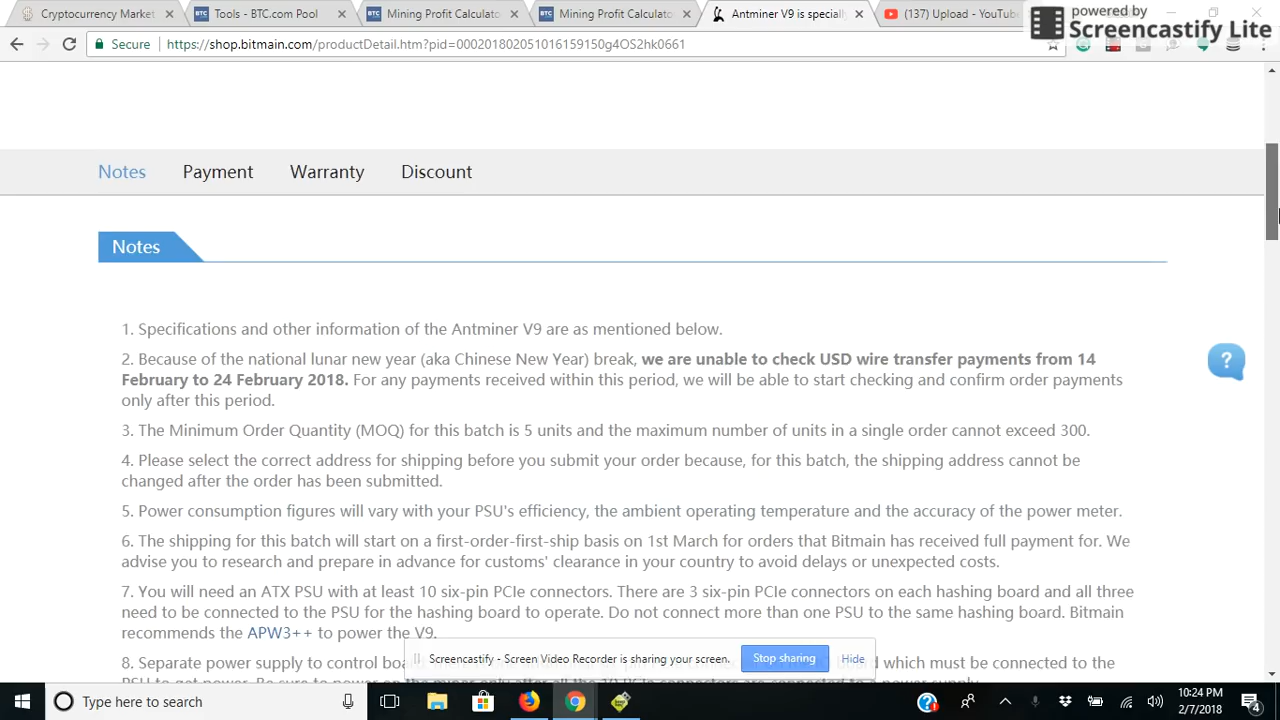 powered by
Screencastify Lite
Cryptocurrency Market
Tools - BTC.com Pool
Mining Profit Calculato
Mining Profit Calculato
Antminer V9 is specially
(137) Upload - YouTube
Secure
https://shop.bitmain.com/productDetail.htm?pid=00020180205101615915​0g4OS2hk0661
Notes Payment Warranty Discount
Notes
1. Specifications and other information of the Antminer V9 are as mentioned below.
2. Because of the national lunar new year (aka Chinese New Year) break, we are unable to check USD wire transfer payments from 14
February to 24 February 2018. For any payments received within this period, we will be able to start checking and confirm order payments
only after this period.
3. The Minimum Order Quantity (MOQ) for this batch is 5 units and the maximum number of units in a single order cannot exceed 300.
4. Please select the correct address for shipping before you submit your order because, for this batch, the shipping address cannot be
changed after the order has been submitted.
5. Power consumption figures will vary with your PSU's efficiency, the ambient operating temperature and the accuracy of the power meter.
6. The shipping for this batch will start on a first-order-first-ship basis on 1st March for orders that Bitmain has received full payment for. We
advise you to research and prepare in advance for customs' clearance in your country to avoid delays or unexpected costs.
7. You will need an ATX PSU with at least 10 six-pin PCIe connectors. There are 3 six-pin PCIe connectors on each hashing board and all three
need to be connected to the PSU for the hashing board to operate. Do not connect more than one PSU to the same hashing board. Bitmain
recommends the APW3++ to power the V9.
8. Separate power supply to control boar which must be connected to the
Screencastify - Screen Video Recorder is sharing your screen.
Stop sharing
Hide
Type here to search
10:24 PM
2/7/2018
4